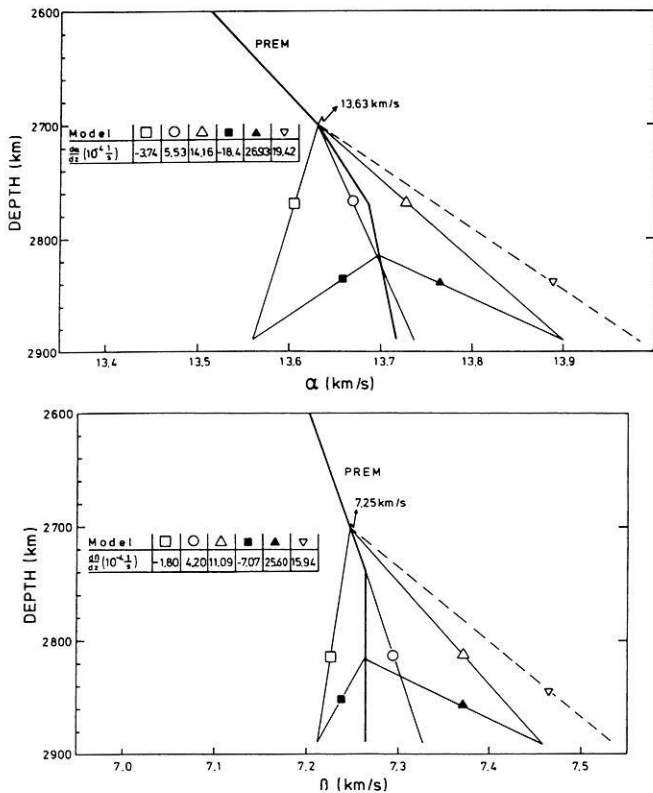 2600
PREM
13,63 km/s
2700
Model
dα/dz (10⁻⁴ 1/s) -3,74 5,53 14,16 -18,4 26,93 19,42
DEPTH (km)
2800
2900
13,4 13,5 13,6 13,7 13,8 13,9
α (km/s)
2600
PREM
7,25 km/s
2700
Model
dβ/dz (10⁻⁴ 1/s) -1,80 4,20 11,09 -7,07 25,60 15,94
DEPTH (km)
2800
2900
7,0 7,1 7,2 7,3 7,4 7,5
β (km/s)